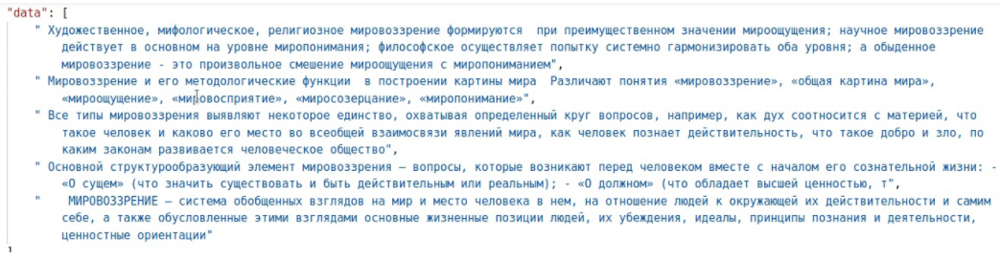 "data": [
" Художественное, мифологическое, религиозное мировоззрение формируются  при преимущественном значении мироощущения; научное мировоззрение
действует в основном на уровне миропонимания; философское осуществляет попытку системно гармонизировать оба уровня; а обыденное
мировоззрение - это произвольное смешение мироощущения с миропониманием",
" Мировоззрение и его методологические функции  в построении картины мира  Различают понятия «мировоззрение», «общая картина мира»,
«мироощущение», «мировосприятие», «миросозерцание», «миропонимание»",
" Все типы мировоззрения выявляют некоторое единство, охватывая определенный круг вопросов, например, как дух соотносится с материей, что
такое человек и каково его место во всеобщей взаимосвязи явлений мира, как человек познает действительность, что такое добро и зло, по
каким законам развивается человеческое общество",
" Основной структурообразующий элемент мировоззрения – вопросы, которые возникают перед человеком вместе с началом его сознательной жизни: -
«О сущем» (что значить существовать и быть действительным или реальным); - «О должном» (что обладает высшей ценностью, т",
"    МИРОВОЗЗРЕНИЕ – система обобщенных взглядов на мир и место человека в нем, на отношение людей к окружающей их действительности и самим
себе, а также обусловленные этими взглядами основные жизненные позиции людей, их убеждения, идеалы, принципы познания и деятельности,
ценностные ориентации"
]